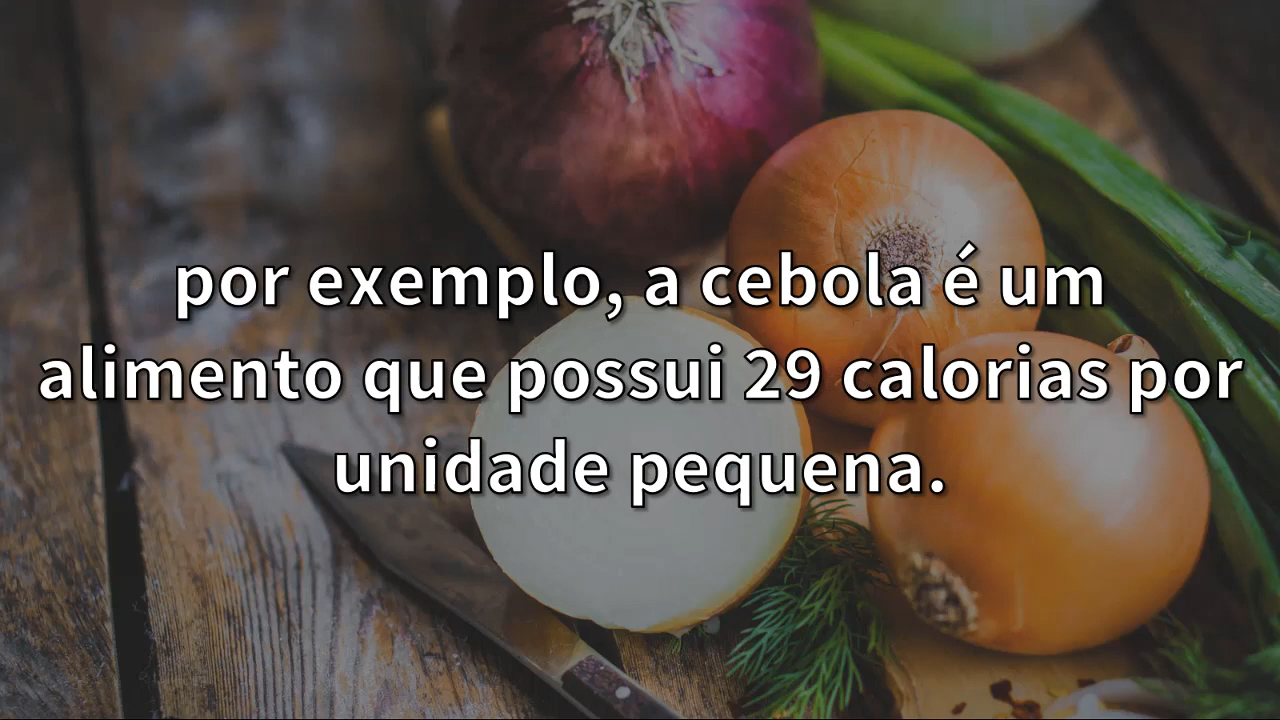 por exemplo, a cebola é um
alimento que possui 29 calorias por
unidade pequena.